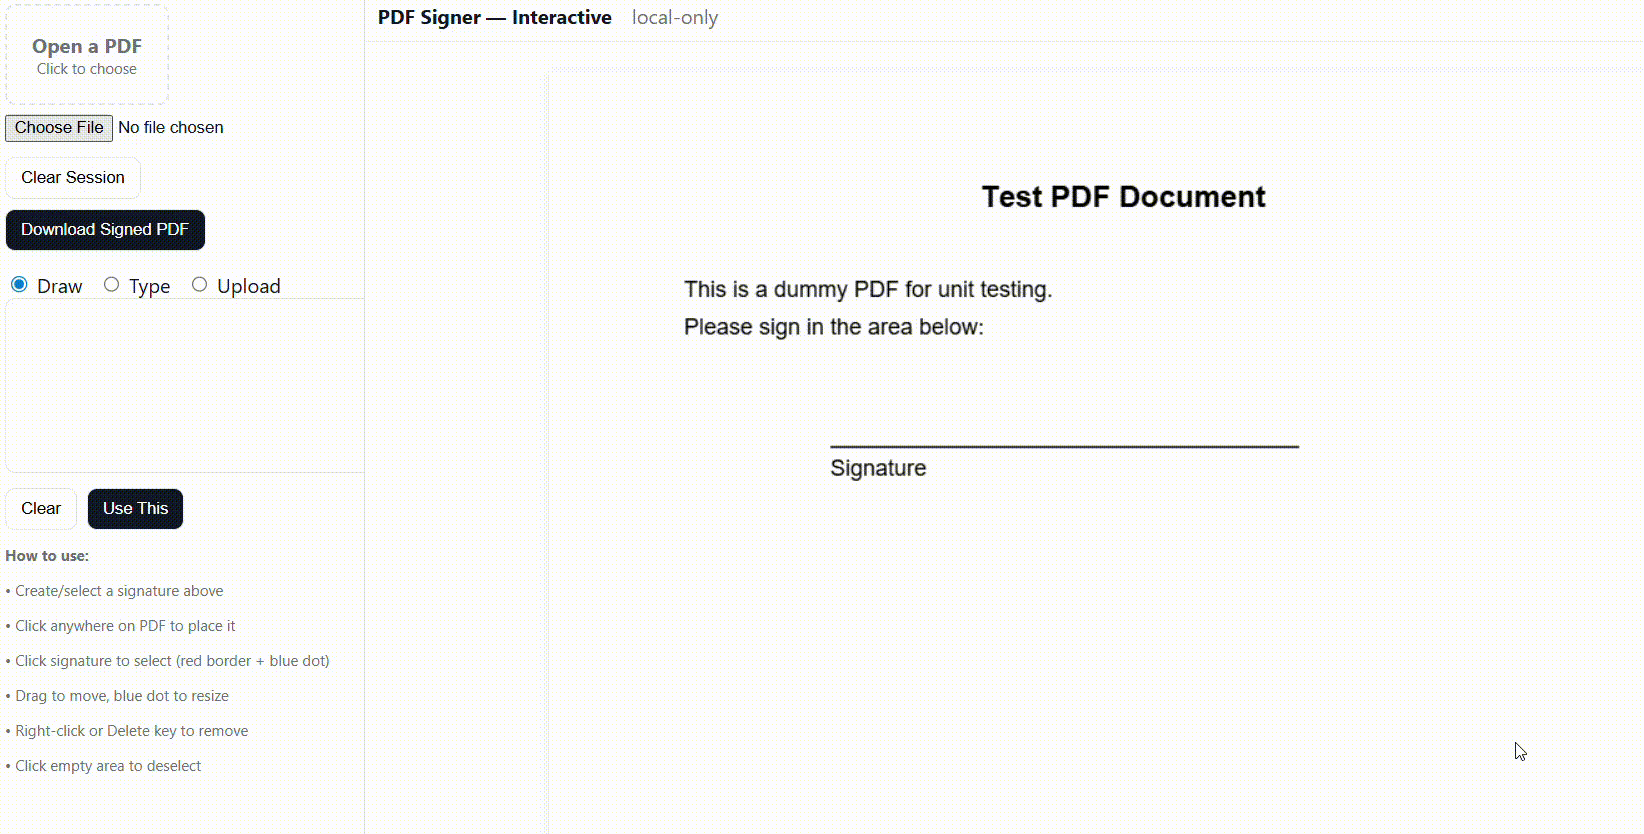 Open a PDF
Click to choose
Choose File No file chosen
Clear Session
Download Signed PDF
Draw Type Upload
Clear Use This
How to use:
• Create/select a signature above
• Click anywhere on PDF to place it
• Click signature to select (red border + blue dot)
• Drag to move, blue dot to resize
• Right-click or Delete key to remove
• Click empty area to deselect
PDF Signer — Interactive local-only
Test PDF Document
This is a dummy PDF for unit testing.
Please sign in the area below:
Signature